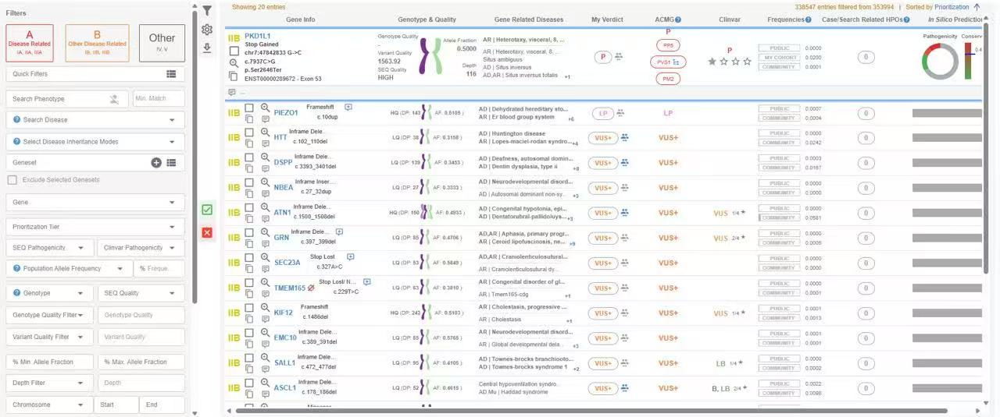 Filters
A
Disease Related
IA, IIA, IIIA
B
Other Disease Related
IB, IIB, IIIB
Other
IV, V
Quick Filters
Search Phenotype
Min. Match
Search Disease
Select Disease Inheritance Modes
Geneset
Exclude Selected Genesets
Gene
Prioritization Tier
SEQ Pathogenicity
Clinvar Pathogenicity
Population Allele Frequency
% Freque...
Genotype
SEQ Quality
Genotype Quality Filter
Genotype Quality
Variant Quality Filter
Variant Quality
% Min. Allele Fraction
% Max. Allele Fraction
Depth Filter
Depth
Chromosome
Start
End
Showing 20 entries
338547 entries filtered from 353994 | Sorted by Prioritization
Gene Info
Genotype & Quality
Gene Related Diseases
My Verdict
ACMG
Clinvar
Frequencies
Case/Search Related HPOs
In Silico Prediction
IIB
PKD1L1
Stop Gained
chr7:47842833 G->C
c.7937C>G
p.Ser2646Ter
ENST00000289672 - Exon 53
Genotype Quality
-
Variant Quality
1563.92
SEQ Quality
HIGH
Allele Fraction
0.5000
Depth
116
AR | Heterotaxy, visceral, 8, ...
AR | Heterotaxy, visceral, 8,
Situs ambiguus
AD | Situs inversus
AD,AR | Situs inversus totalis +1
P
P
PP5
PVS1
PM2
P
PUBLIC 0.0000
MY COHORT 0.0200
COMMUNITY 0.0001
0
Pathogenicity
Conserv
0.4
...
IIB PIEZO1 Frameshift
c.10dup
HQ (DP: 143 AF: 0.5105 )
AD | Dehydrated hereditary sto...
AR | Er blood group system +6
LP
LP
PUBLIC 0.0007
COMMUNITY 0.0004
0
IIB HTT Inframe Dele...
c.102_110del
LQ (DP: 38 AF: 0.3158 )
AD | Huntington disease
AR | Lopes-maciel-rodan syndro... +4
VUS+
VUS+
PUBLIC 0.0000
COMMUNITY 0.0242
0
IIB DSPP Inframe Dele...
c.3393_3401del
LQ (DP: 139 AF: 0.3453 )
AD | Deafness, autosomal domin...
AD | Dentin dysplasia, type ii +8
VUS+
VUS+
PUBLIC 0.0003
COMMUNITY 0.0167
0
IIB NBEA Inframe Inser...
c.27_32dup
LQ (DP: 27 AF: 0.3333 )
AD | Neurodevelopmental disord...
AD | Autosomal dominant non-sy... +3
VUS+
VUS+
PUBLIC 0.0000
COMMUNITY 0.0000
0
IIB ATN1 Inframe Dele...
c.1500_1508del
HQ (DP: 150 AF: 0.4933 )
AD | Congenital hypotonia, epi...
AD | Dentatorubral-pallidoluys... +3
VUS+
VUS+
VUS 1/4
PUBLIC 0.0000
COMMUNITY 0.0581
0
IIB GRN Inframe Dele...
c.397_399del
LQ (DP: 85 AF: 0.4706 )
AD,AR | Aphasia, primary progr...
AR | Ceroid lipofuscinosis, ne... +9
VUS+
VUS+
VUS 2/4
PUBLIC 0.0000
COMMUNITY 0.0006
0
IIB SEC23A Stop Lost
c.327A>C
LQ (DP: 53 AF: 0.5849 )
AD,AR | Craniolenticulosutural...
AR | Craniolenticulosutural dy...
VUS+
VUS+
PUBLIC 0.0000
COMMUNITY 0.0000
0
IIB TMEM165 Stop Lost/ N...
c.229T>C
LQ (DP: 63 AF: 0.3810 )
AR | Congenital disorder of gl...
AR | Tmem165-cdg +1
VUS+
VUS+
PUBLIC 0.0000
COMMUNITY 0.0001
0
IIB KIF12 Frameshift
c.1486del
HQ (DP: 243 AF: 0.5103 )
AR | Cholestasis, progressive ...
AR | Cholestasis +1
VUS+
VUS+
VUS 1/4
PUBLIC 0.0001
COMMUNITY 0.0013
0
IIB EMC10 Inframe Dele...
c.389_391del
LQ (DP: 85 AF: 0.5765 )
AR | Neurodevelopmental disord...
AR | Global developmental dela... +3
VUS+
VUS+
PUBLIC 0.0001
COMMUNITY 0.0001
0
IIB SALL1 Inframe Dele...
c.472_477del
LQ (DP: 95 AF: 0.4105 )
AD | Townes-brocks branchiooto...
AD | Townes-brocks syndrome 1 +2
VUS+
VUS+
LB 1/4
PUBLIC 0.0000
COMMUNITY 0.0002
0
IIB ASCL1 Inframe Dele...
c.178_186del
LQ (DP: 52 AF: 0.4615 )
Central hypoventilation syndro...
AD,Mu | Haddad syndrome
VUS+
VUS+
B, LB 2/4
PUBLIC 0.0022
COMMUNITY 0.0098
0